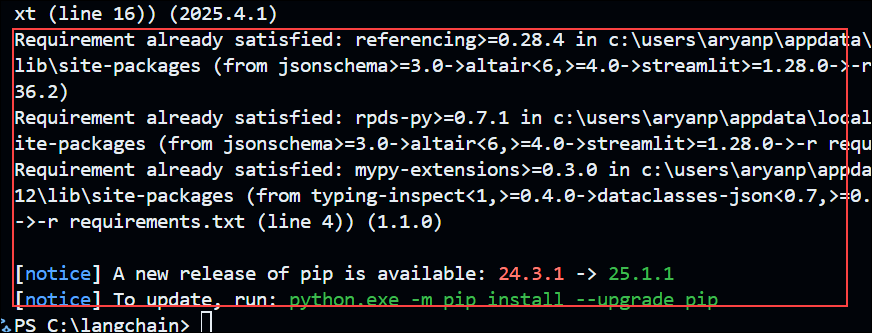 xt (line 16)) (2025.4.1)
Requirement already satisfied: referencing>=0.28.4 in c:\users\aryanp\appdata\
lib\site-packages (from jsonschema>=3.0->altair<6,>=4.0->streamlit>=1.28.0->-r
36.2)
Requirement already satisfied: rpds-py>=0.7.1 in c:\users\aryanp\appdata\local
ite-packages (from jsonschema>=3.0->altair<6,>=4.0->streamlit>=1.28.0->-r requ
Requirement already satisfied: mypy-extensions>=0.3.0 in c:\users\aryanp\appda
12\lib\site-packages (from typing-inspect<1,>=0.4.0->dataclasses-json<0.7,>=0.
->-r requirements.txt (line 4)) (1.1.0)
[notice] A new release of pip is available: 24.3.1 -> 25.1.1
[notice] To update, run: python.exe -m pip install --upgrade pip
PS C:\langchain>